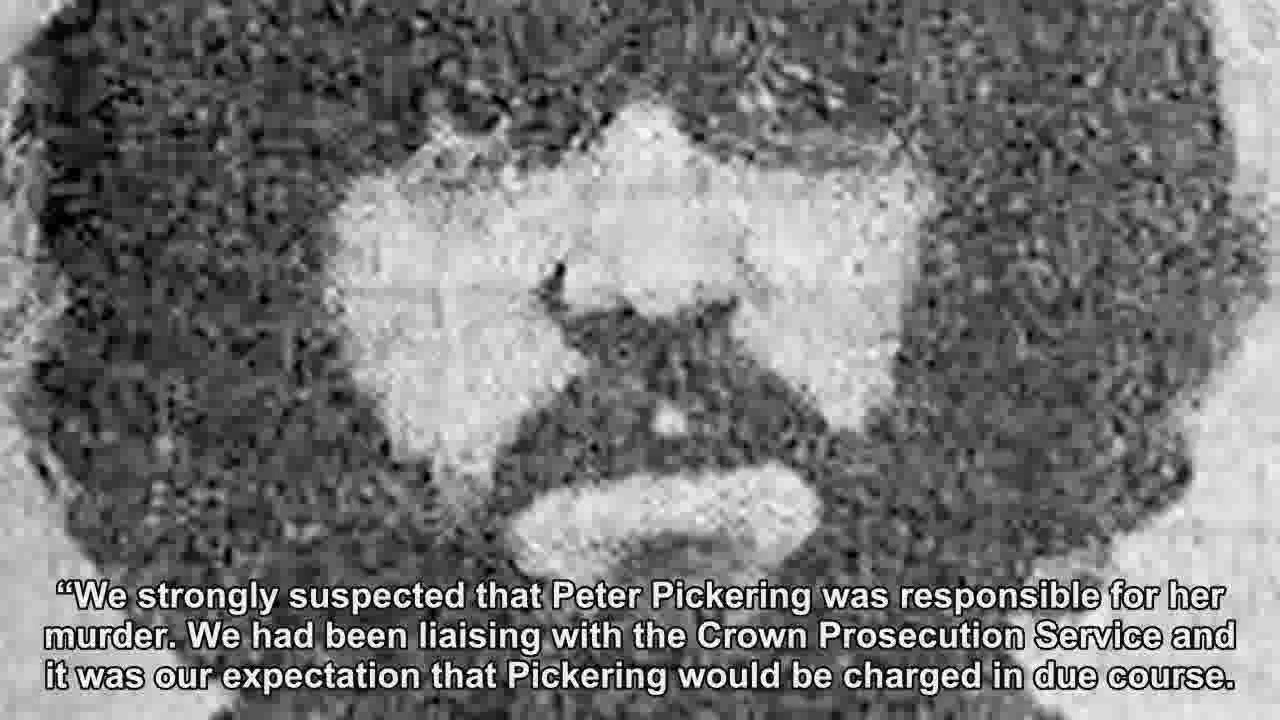 “We strongly suspected that Peter Pickering was responsible for her
murder. We had been liaising with the Crown Prosecution Service and
it was our expectation that Pickering would be charged in due course.